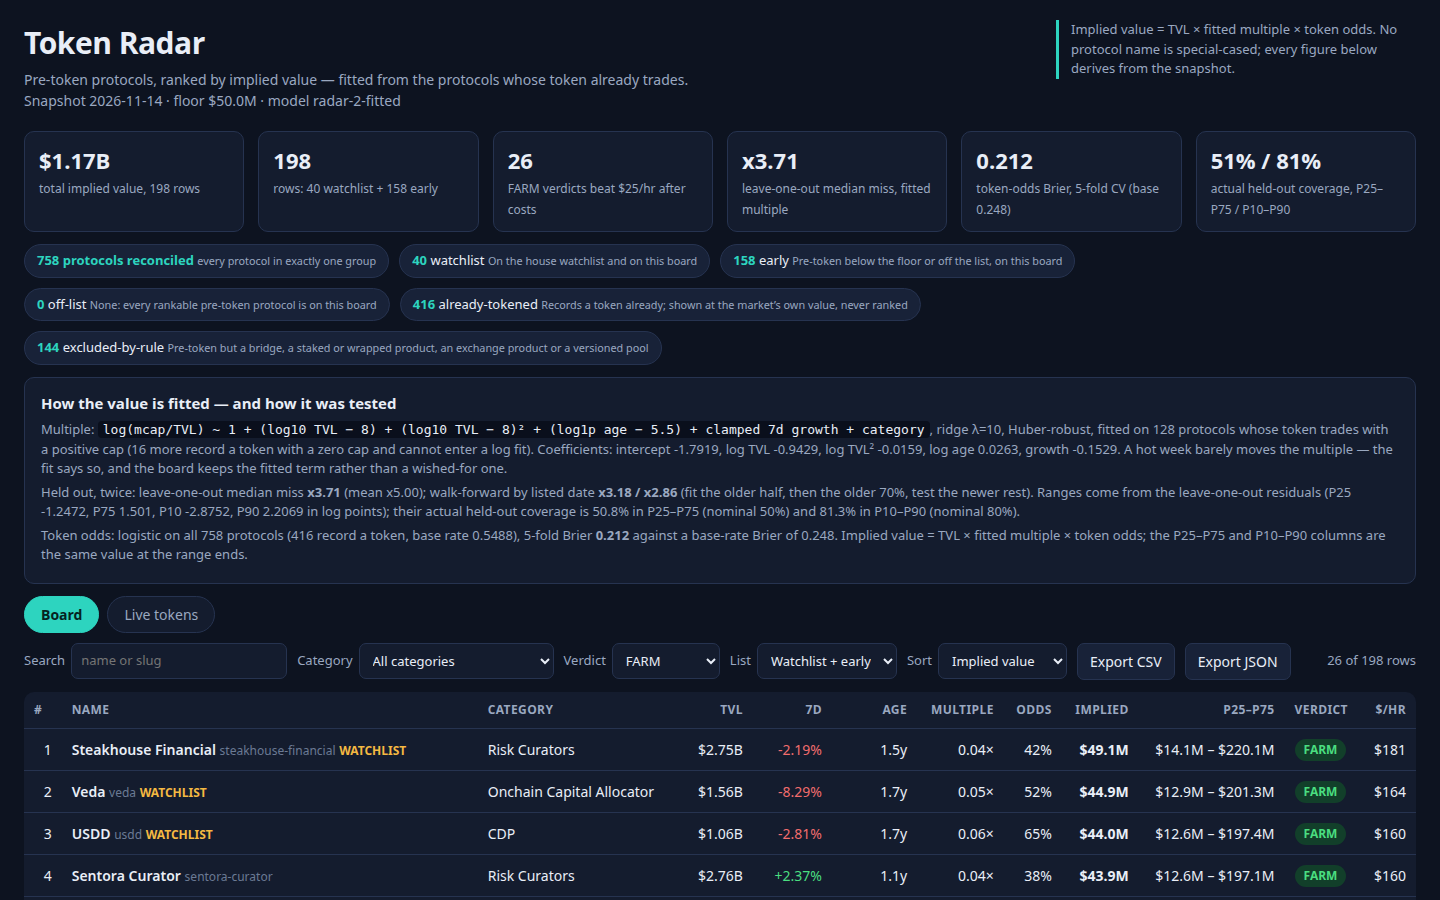 Token Radar
Pre-token protocols, ranked by implied value — fitted from the protocols whose token already trades.
Snapshot 2026-11-14 · floor $50.0M · model radar-2-fitted
Implied value = TVL × fitted multiple × token odds. No
protocol name is special-cased; every figure below
derives from the snapshot.
$1.17B
total implied value, 198 rows
198
rows: 40 watchlist + 158 early
26
FARM verdicts beat $25/hr after
costs
x3.71
leave-one-out median miss, fitted
multiple
0.212
token-odds Brier, 5-fold CV (base
0.248)
51% / 81%
actual held-out coverage, P25–
P75 / P10–P90
758 protocols reconciled every protocol in exactly one group
40 watchlist On the house watchlist and on this board
158 early Pre-token below the floor or off the list, on this board
0 off-list None: every rankable pre-token protocol is on this board
416 already-tokened Records a token already; shown at the market's own value, never ranked
144 excluded-by-rule Pre-token but a bridge, a staked or wrapped product, an exchange product or a versioned pool
How the value is fitted — and how it was tested
Multiple: log(mcap/TVL) ~ 1 + (log10 TVL − 8) + (log10 TVL − 8)² + (log1p age − 5.5) + clamped 7d growth + category, ridge λ=10, Huber-robust, fitted on 128 protocols whose token trades with
a positive cap (16 more record a token with a zero cap and cannot enter a log fit). Coefficients: intercept -1.7919, log TVL -0.9429, log TVL² -0.0159, log age 0.0263, growth -0.1529. A hot week barely moves the multiple — the
fit says so, and the board keeps the fitted term rather than a wished-for one.
Held out, twice: leave-one-out median miss x3.71 (mean x5.00); walk-forward by listed date x3.18 / x2.86 (fit the older half, then the older 70%, test the newer rest). Ranges come from the leave-one-out residuals (P25
-1.2472, P75 1.501, P10 -2.8752, P90 2.2069 in log points); their actual held-out coverage is 50.8% in P25–P75 (nominal 50%) and 81.3% in P10–P90 (nominal 80%).
Token odds: logistic on all 758 protocols (416 record a token, base rate 0.5488), 5-fold Brier 0.212 against a base-rate Brier of 0.248. Implied value = TVL × fitted multiple × token odds; the P25–P75 and P10–P90 columns are
the same value at the range ends.
Board
Live tokens
Search name or slug Category All categories Verdict FARM List Watchlist + early Sort Implied value Export CSV Export JSON 26 of 198 rows
# NAME CATEGORY TVL 7D AGE MULTIPLE ODDS IMPLIED P25–P75 VERDICT $/HR
1 Steakhouse Financial steakhouse-financial WATCHLIST Risk Curators $2.75B -2.19% 1.5y 0.04× 42% $49.1M $14.1M – $220.1M FARM $181
2 Veda veda WATCHLIST Onchain Capital Allocator $1.56B -8.29% 1.7y 0.05× 52% $44.9M $12.9M – $201.3M FARM $164
3 USDD usdd WATCHLIST CDP $1.06B -2.81% 1.7y 0.06× 65% $44.0M $12.6M – $197.4M FARM $160
4 Sentora Curator sentora-curator Risk Curators $2.76B +2.37% 1.1y 0.04× 38% $43.9M $12.6M – $197.1M FARM $160